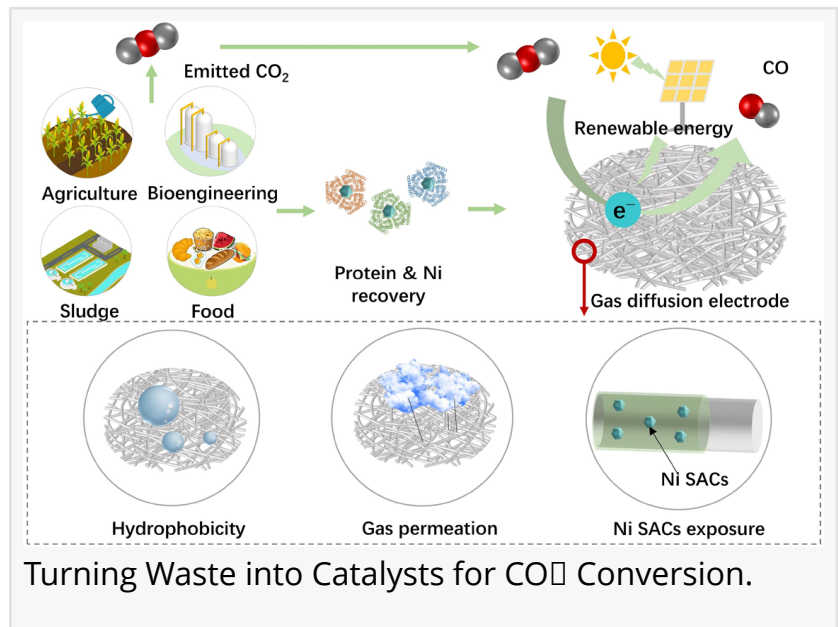 Emitted CO₂
CO
Renewable energy
Agriculture
Bioengineering
e⁻
Protein & Ni
recovery
Sludge
Food
Gas diffusion electrode
Ni SACs
Hydrophobicity
Gas permeation
Ni SACs exposure
Turning Waste into Catalysts for CO▯ Conversion.